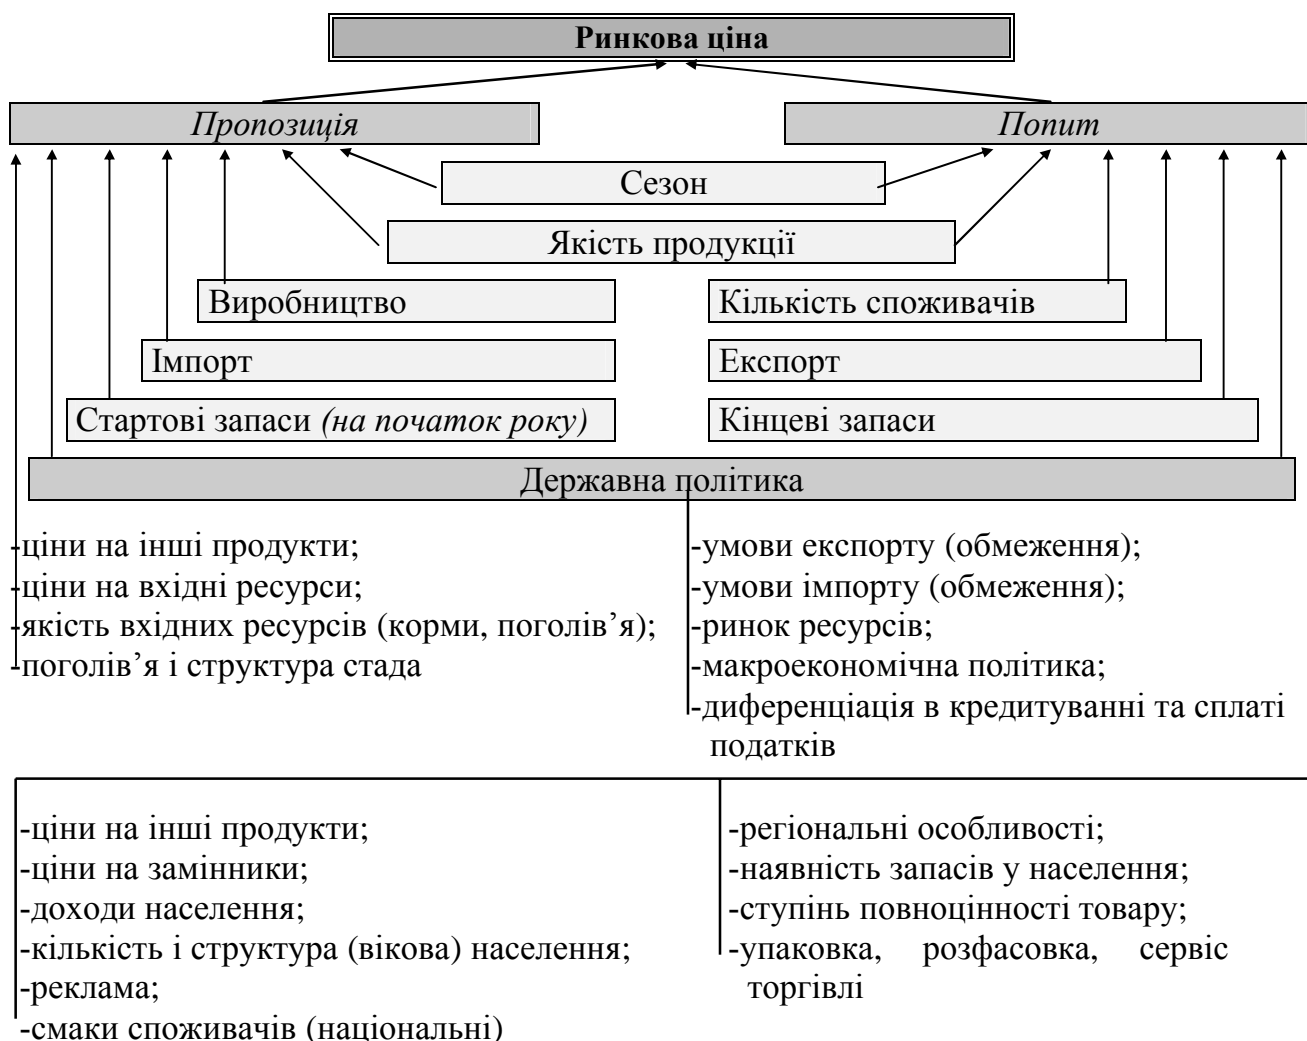 Ринкова ціна
Пропозиція
Попит
Сезон
Якість продукції
Виробництво
Кількість споживачів
Імпорт
Експорт
Стартові запаси (на початок року)
Кінцеві запаси
Державна політика
-ціни на інші продукти;
-ціни на вхідні ресурси;
-якість вхідних ресурсів (корми, поголів’я);
-поголів’я і структура стада
-умови експорту (обмеження);
-умови імпорту (обмеження);
-ринок ресурсів;
-макроекономічна політика;
-диференціація в кредитуванні та сплаті
податків
-ціни на інші продукти;
-ціни на замінники;
-доходи населення;
-кількість і структура (вікова) населення;
-реклама;
-смаки споживачів (національні)
-регіональні особливості;
-наявність запасів у населення;
-ступінь повноцінності товару;
-упаковка, розфасовка, сервіс
торгівлі